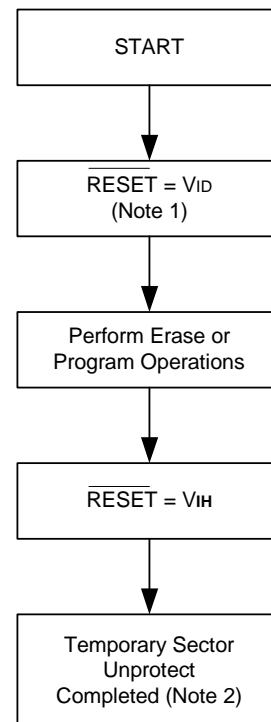 START
RESET = VID
(Note 1)
Perform Erase or
Program Operations
RESET = VIH
Temporary Sector
Unprotect
Completed (Note 2)